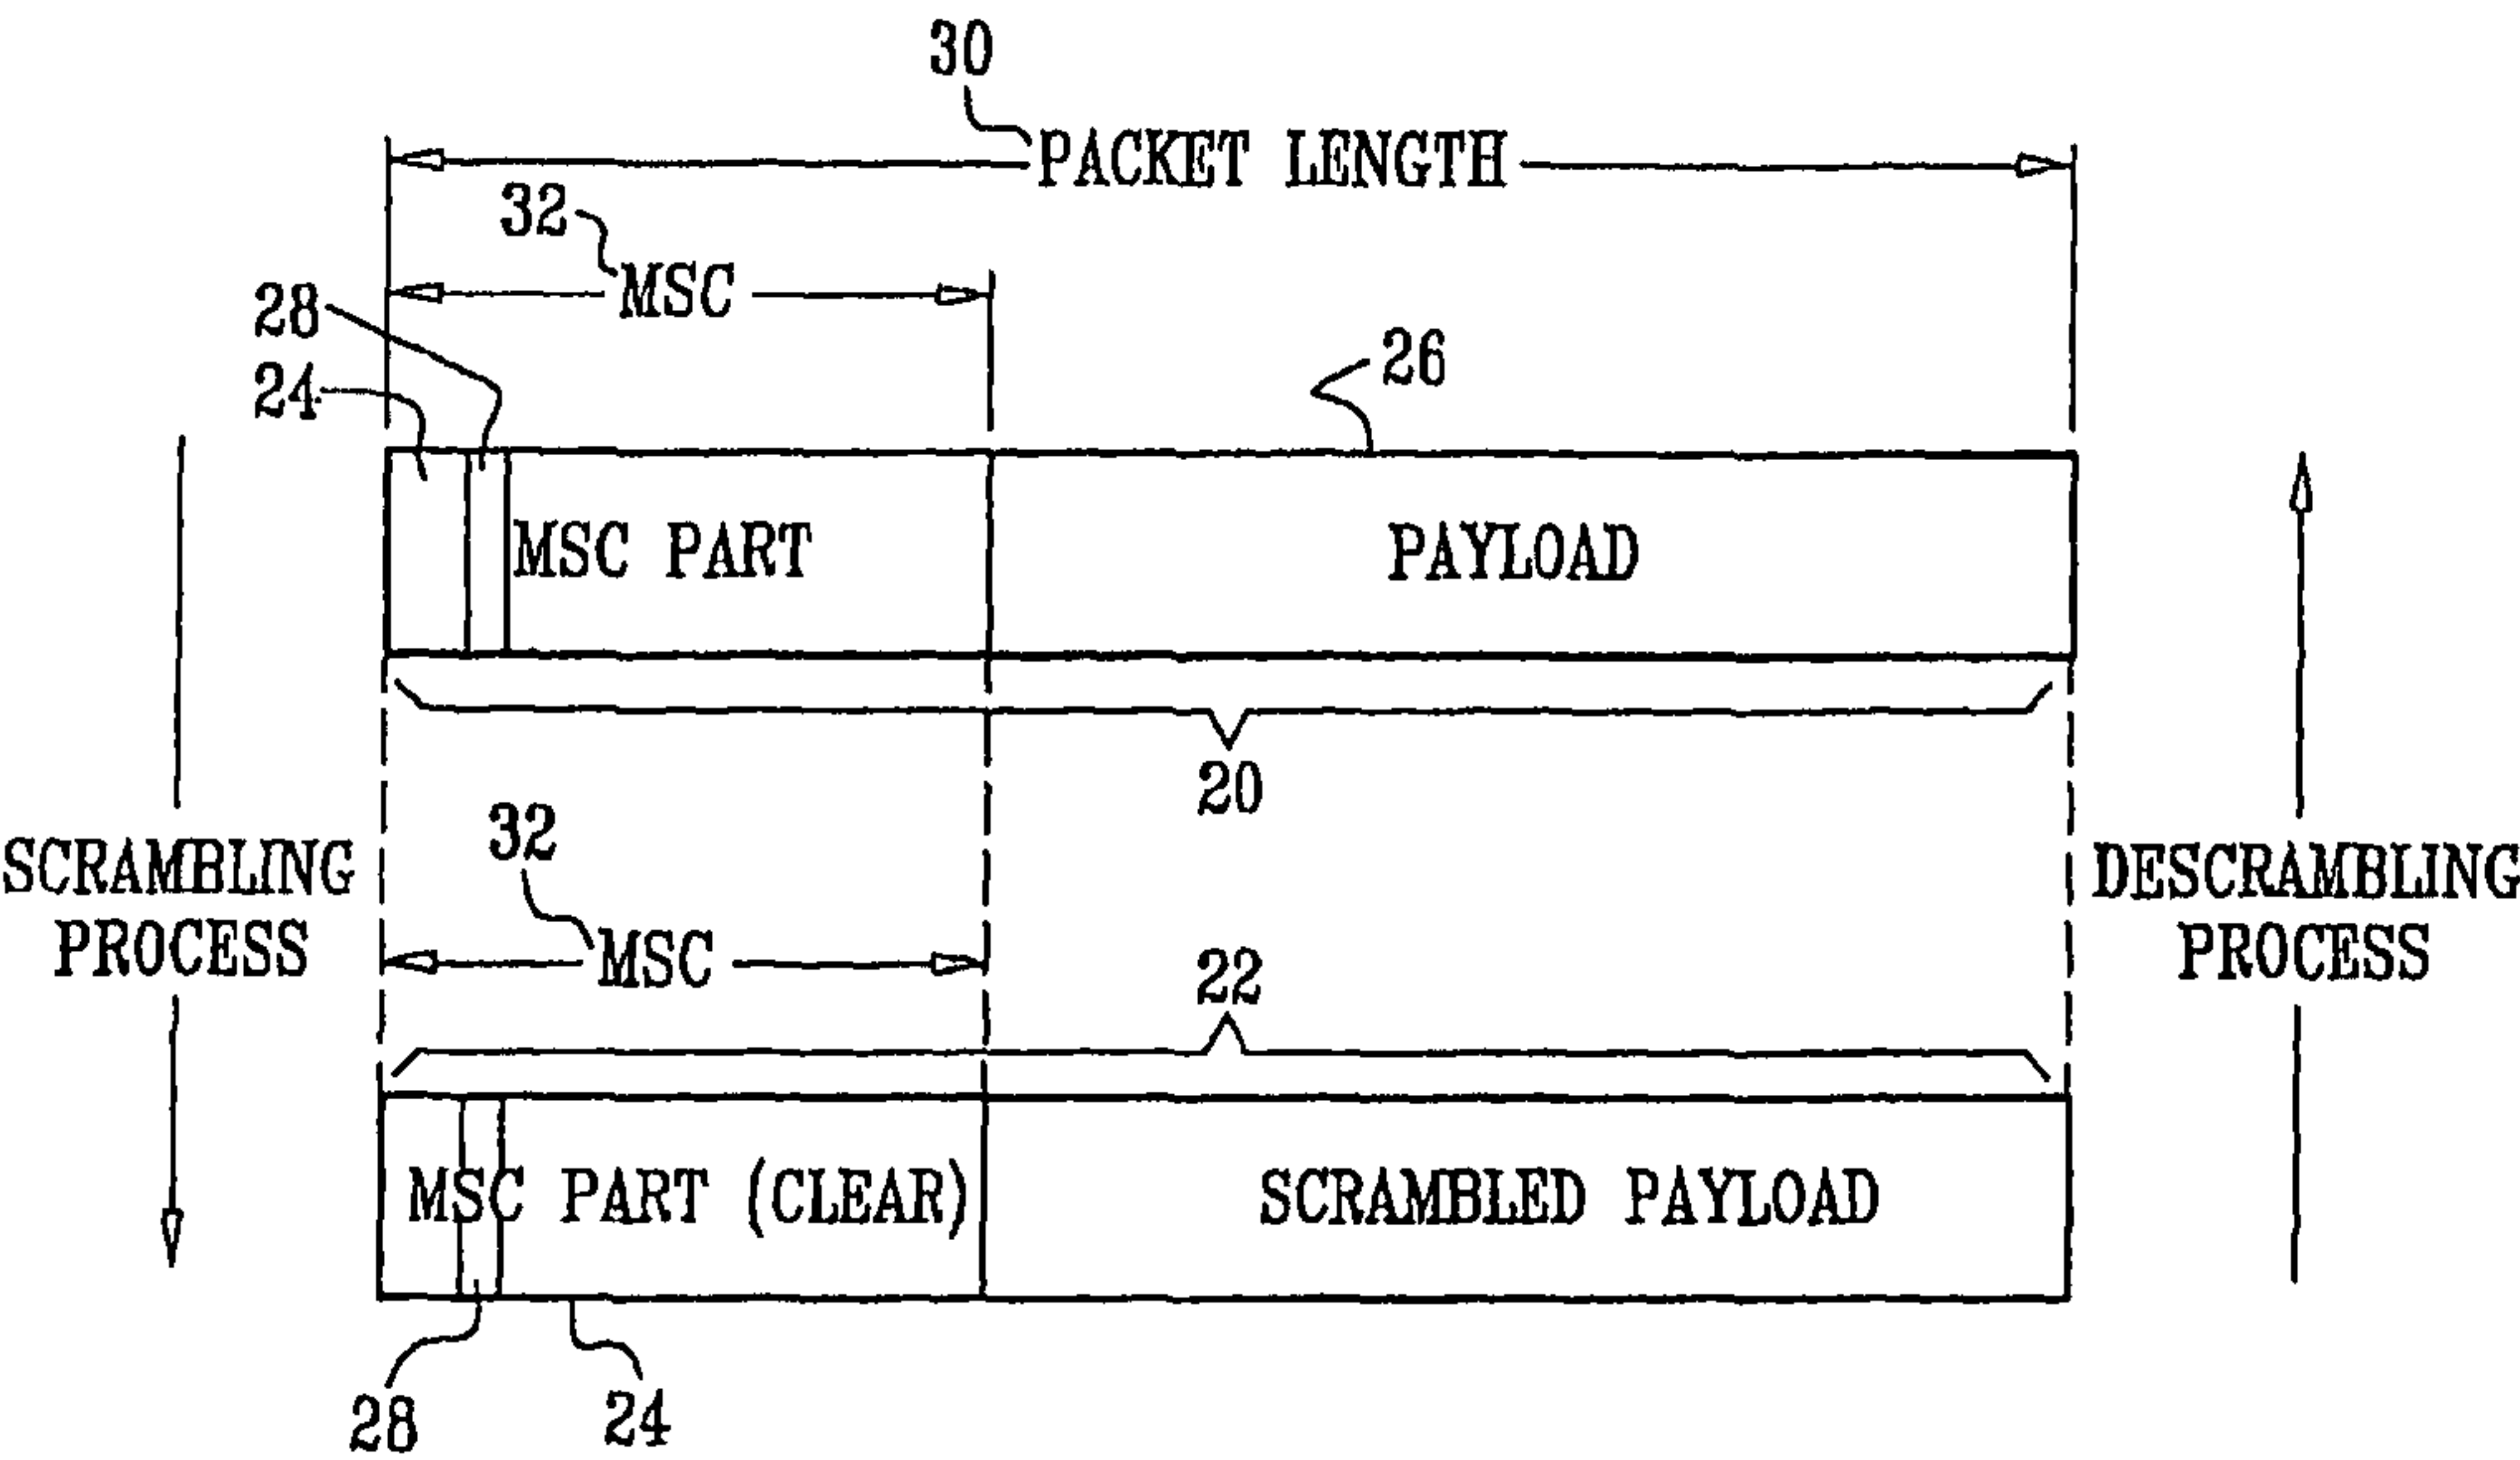 30
PACKET LENGTH
32
MSC
28
24
26
MSC PART
PAYLOAD
20
32
SCRAMBLING
PROCESS
MSC
DESCRAMBLING
PROCESS
22
MSC PART (CLEAR)
SCRAMBLED PAYLOAD
28
24